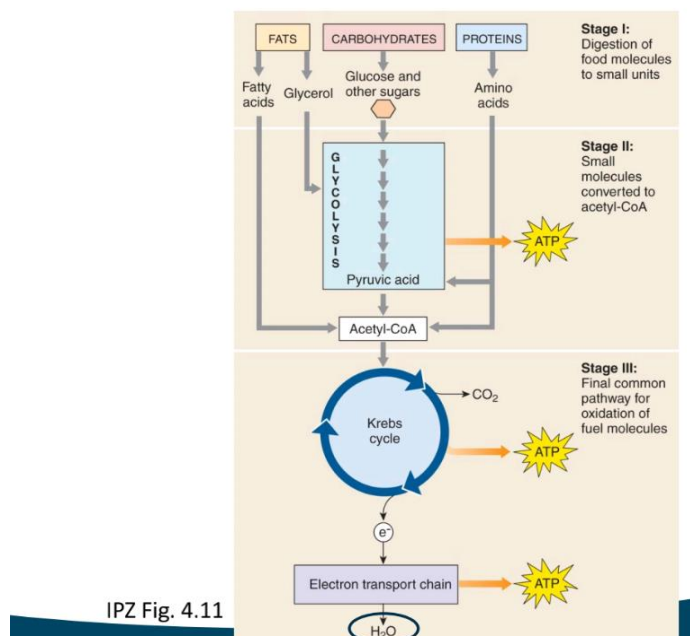 FATS
CARBOHYDRATES
PROTEINS
Stage I:
Digestion of
food molecules
to small units
Fatty
acids
Glycerol
Glucose and
other sugars
Amino
acids
GLYCOLYSIS
Stage II:
Small
molecules
converted to
acetyl-CoA
ATP
Pyruvic acid
Acetyl-CoA
Stage III:
Final common
pathway for
oxidation of
fuel molecules
CO₂
Krebs
cycle
ATP
e⁻
Electron transport chain
ATP
IPZ Fig. 4.11
H₂O